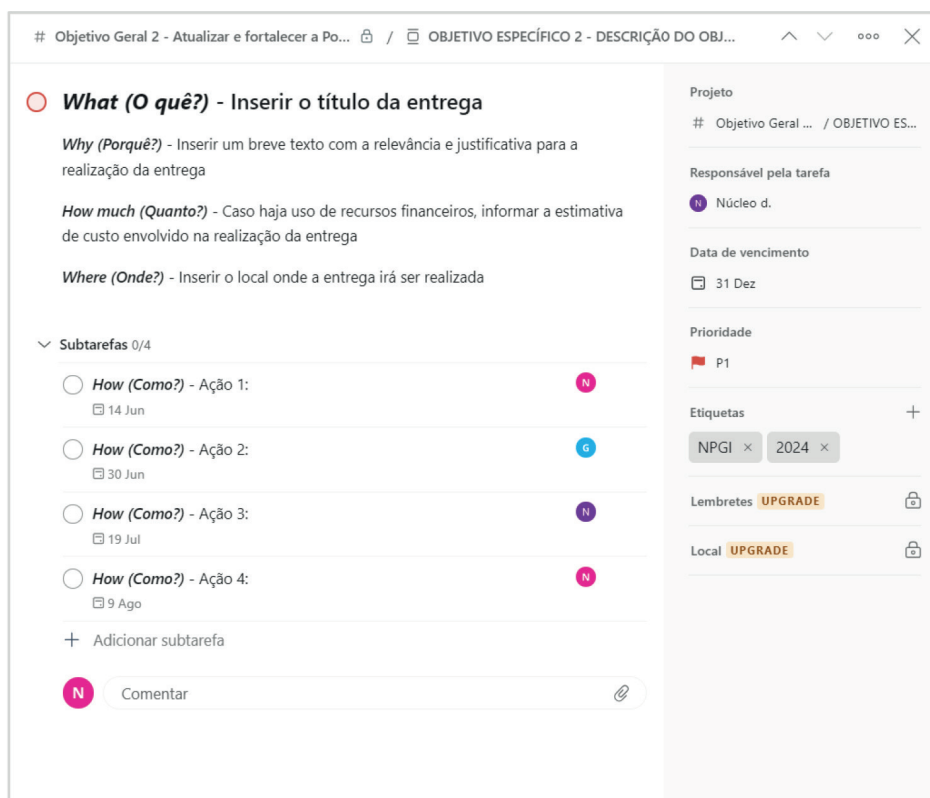 # Objetivo Geral 2 - Atualizar e fortalecer a Po... / OBJETIVO ESPECÍFICO 2 - DESCRIÇÃO DO OBJ...
What (O quê?) - Inserir o título da entrega
Why (Porquê?) - Inserir um breve texto com a relevância e justificativa para a
realização da entrega
How much (Quanto?) - Caso haja uso de recursos financeiros, informar a estimativa
de custo envolvido na realização da entrega
Where (Onde?) - Inserir o local onde a entrega irá ser realizada
Subtarefas 0/4
How (Como?) - Ação 1:
N
14 Jun
How (Como?) - Ação 2:
G
30 Jun
How (Como?) - Ação 3:
N
19 Jul
How (Como?) - Ação 4:
N
9 Ago
+ Adicionar subtarefa
N
Comentar
Projeto
# Objetivo Geral ... / OBJETIVO ES...
Responsável pela tarefa
N Núcleo d.
Data de vencimento
31 Dez
Prioridade
P1
Etiquetas +
NPGI × 2024 ×
Lembretes UPGRADE
Local UPGRADE